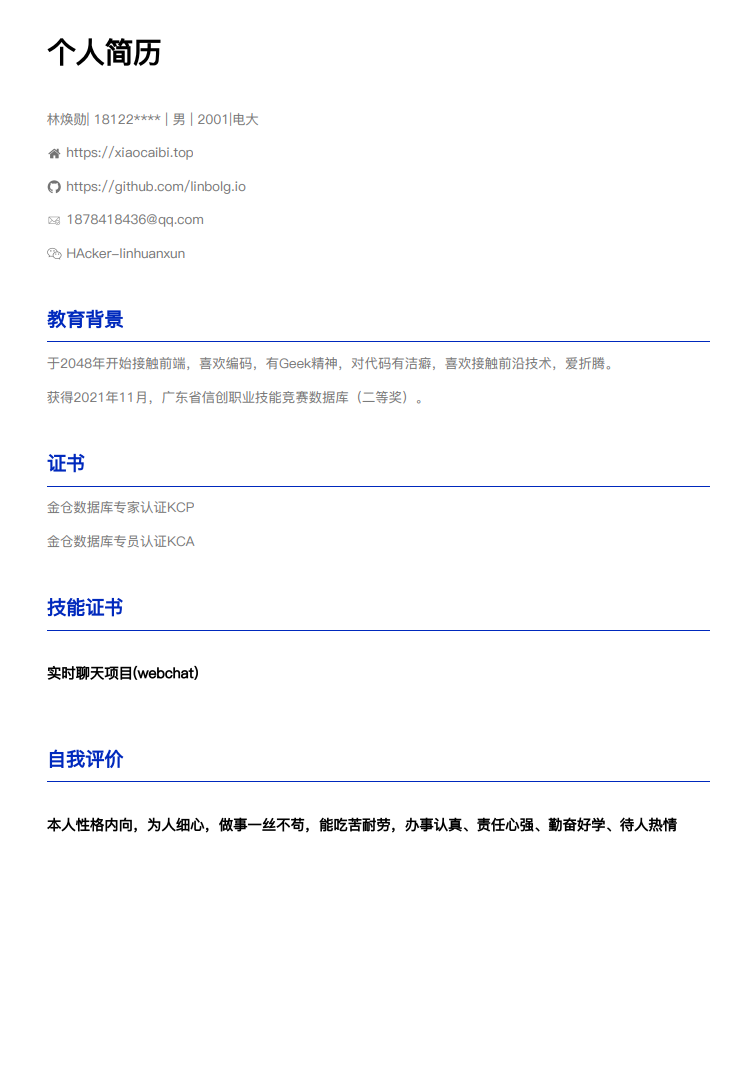 个人简历
林焕勋| 18122**** | 男 | 2001|电大
https://xiaocaibi.top
https://github.com/linbolg.io
1878418436@qq.com
HAcker-linhuanxun
教育背景
于2048年开始接触前端，喜欢编码，有Geek精神，对代码有洁癖，喜欢接触前沿技术，爱折腾。
获得2021年11月，广东省信创职业技能竞赛数据库（二等奖）。
证书
金仓数据库专家认证KCP
金仓数据库专员认证KCA
技能证书
实时聊天项目(webchat)
自我评价
本人性格内向，为人细心，做事一丝不苟，能吃苦耐劳，办事认真、责任心强、勤奋好学、待人热情